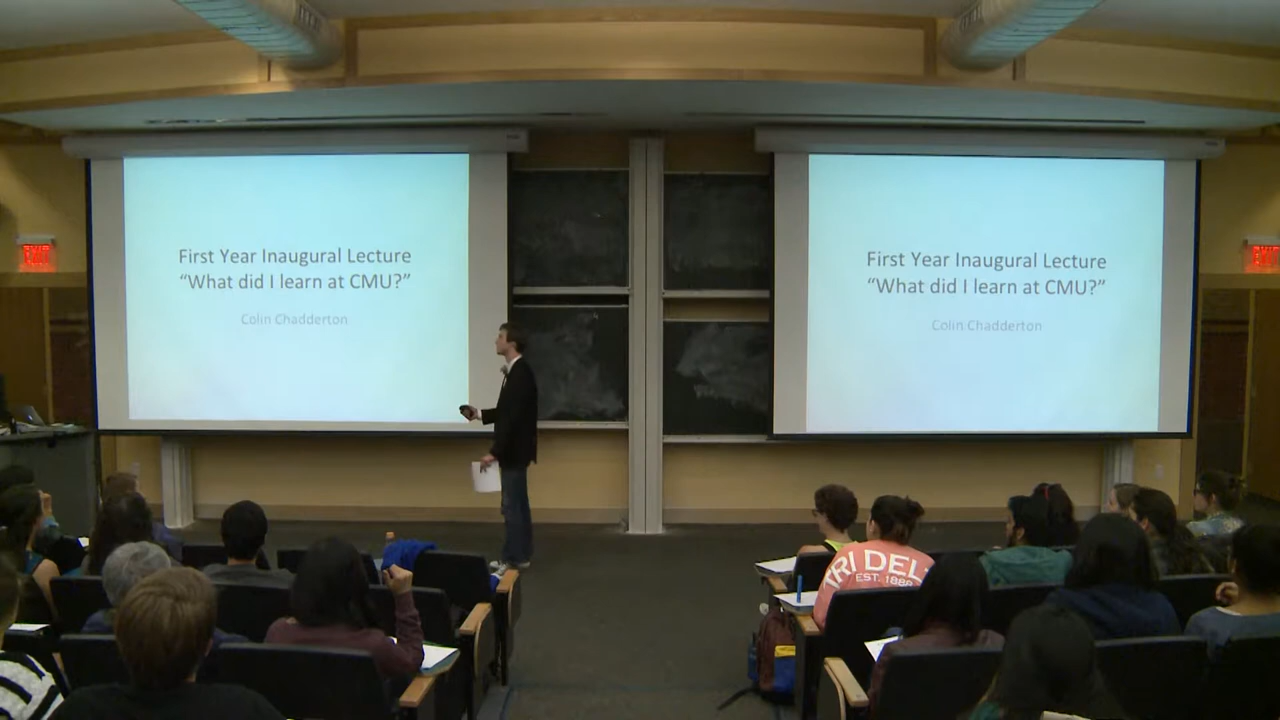 First Year Inaugural Lecture
“What did I learn at CMU?”
Colin Chadderton
First Year Inaugural Lecture
“What did I learn at CMU?”
Colin Chadderton
EXIT
EXIT
TRI DEL
EST. 1888